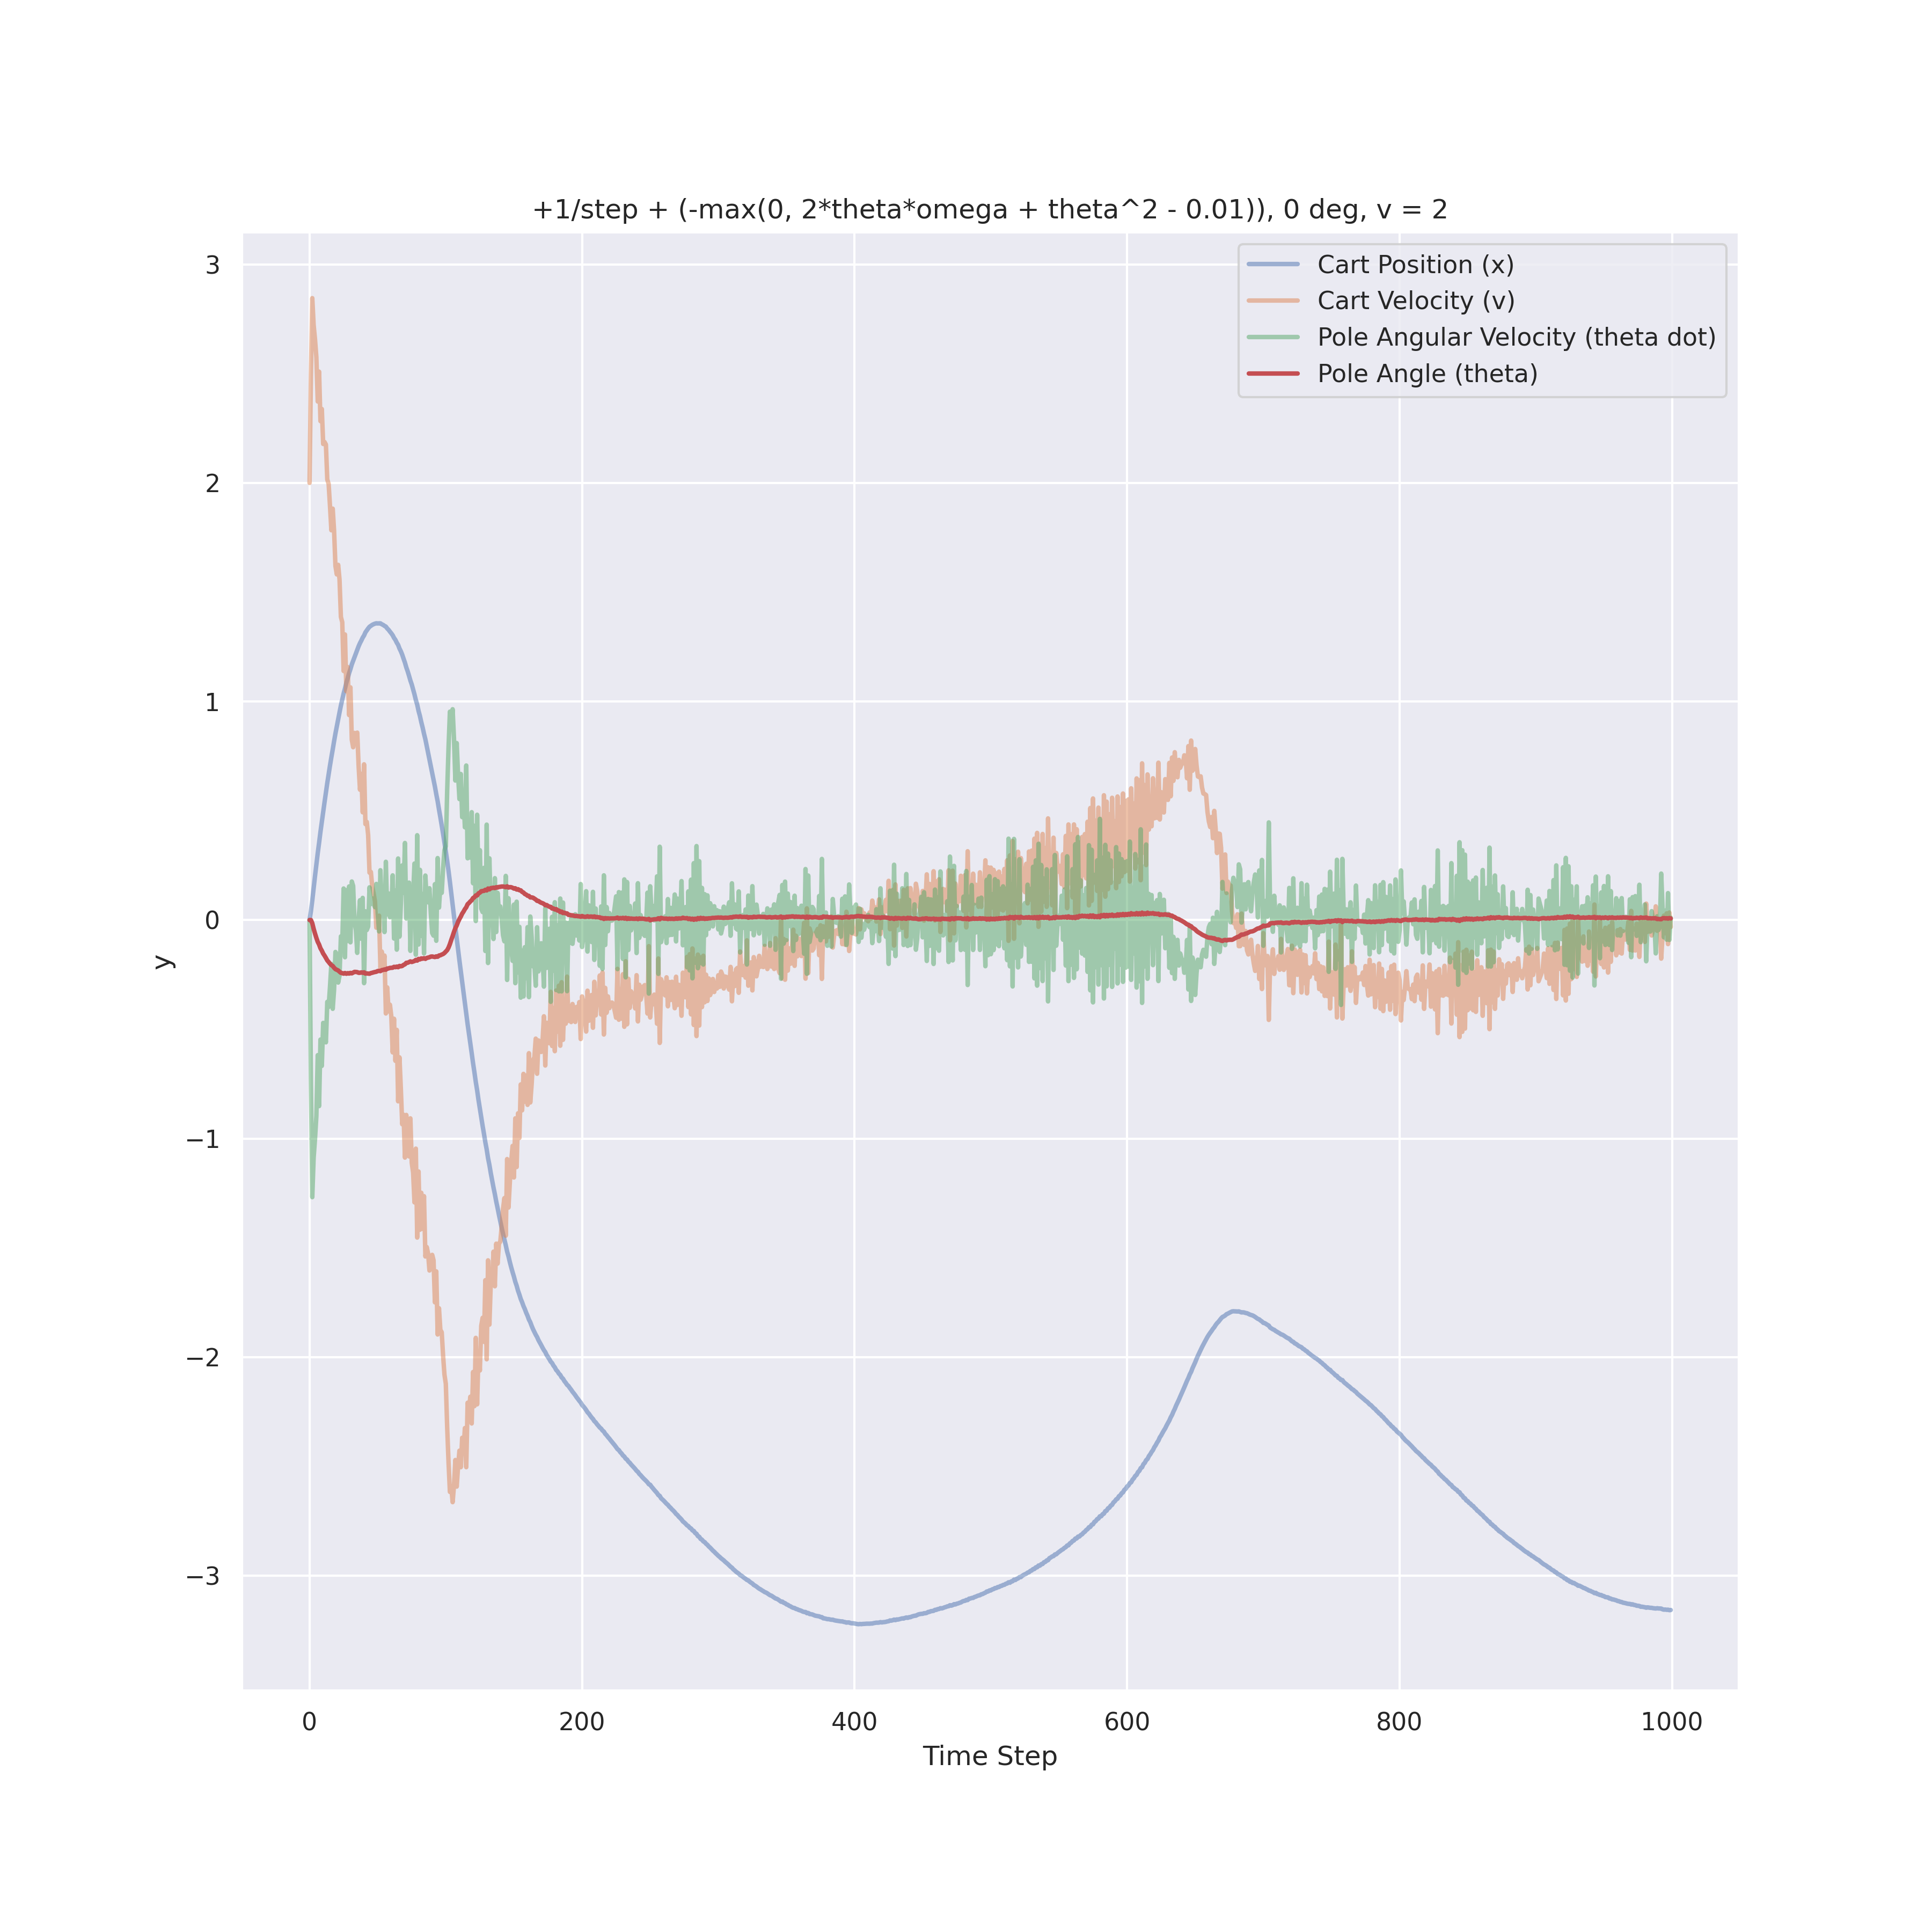 +1/step + (-max(0, 2*theta*omega + theta^2 - 0.01)), 0 deg, v = 2
Cart Position (x)
Cart Velocity (v)
Pole Angular Velocity (theta dot)
Pole Angle (theta)
3
2
1
0
−1
−2
−3
y
0 200 400 600 800 1000
Time Step